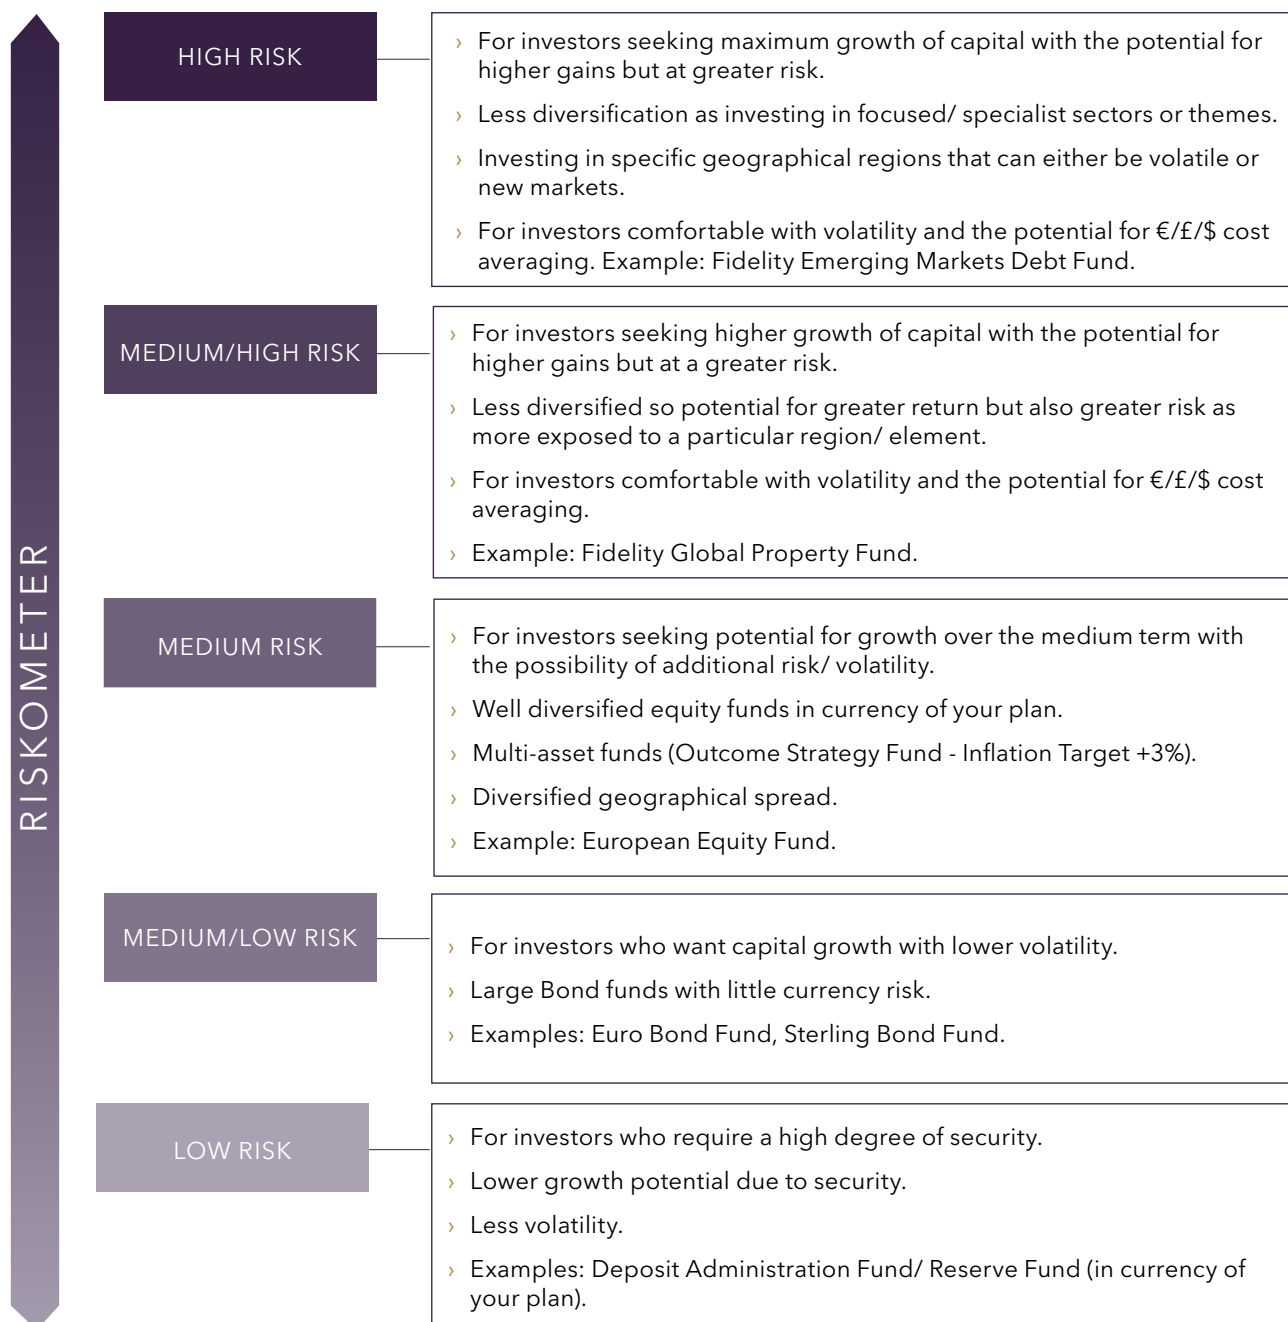 RISKOMETER
HIGH RISK
› For investors seeking maximum growth of capital with the potential for
higher gains but at greater risk.
› Less diversification as investing in focused/ specialist sectors or themes.
› Investing in specific geographical regions that can either be volatile or
new markets.
› For investors comfortable with volatility and the potential for €/£/$ cost
averaging. Example: Fidelity Emerging Markets Debt Fund.
MEDIUM/HIGH RISK
› For investors seeking higher growth of capital with the potential for
higher gains but at a greater risk.
› Less diversified so potential for greater return but also greater risk as
more exposed to a particular region/ element.
› For investors comfortable with volatility and the potential for €/£/$ cost
averaging.
› Example: Fidelity Global Property Fund.
MEDIUM RISK
› For investors seeking potential for growth over the medium term with
the possibility of additional risk/ volatility.
› Well diversified equity funds in currency of your plan.
› Multi-asset funds (Outcome Strategy Fund - Inflation Target +3%).
› Diversified geographical spread.
› Example: European Equity Fund.
MEDIUM/LOW RISK
› For investors who want capital growth with lower volatility.
› Large Bond funds with little currency risk.
› Examples: Euro Bond Fund, Sterling Bond Fund.
LOW RISK
› For investors who require a high degree of security.
› Lower growth potential due to security.
› Less volatility.
› Examples: Deposit Administration Fund/ Reserve Fund (in currency of
your plan).